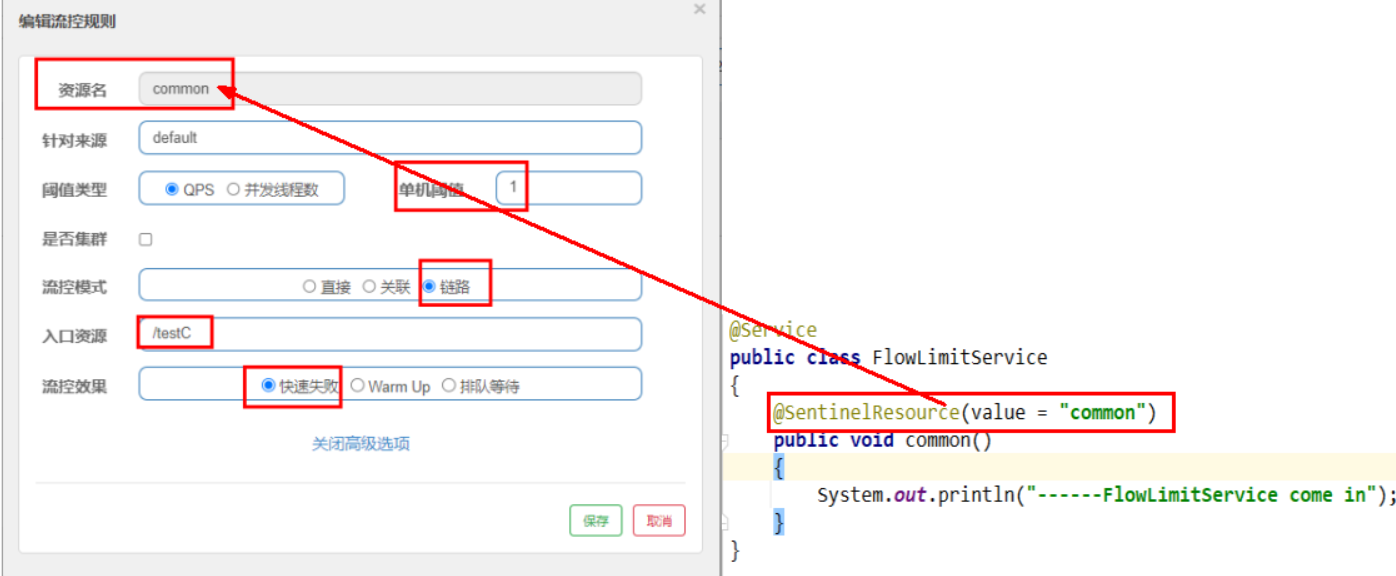 编辑流控规则
×
资源名 common
针对来源 default
阈值类型 QPS 并发线程数 单机阈值 1
是否集群
流控模式 直接 关联 链路
入口资源 /testC
流控效果 快速失败 Warm Up 排队等待
关闭高级选项
保存 取消
@Service
public class FlowLimitService
{
@SentinelResource(value = "common")
public void common()
{
System.out.println("------FlowLimitService come in");
}
}